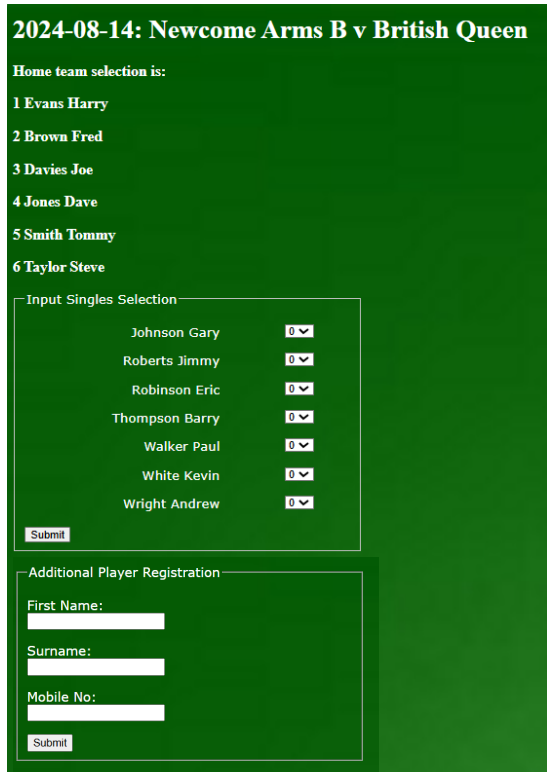 2024-08-14: Newcome Arms B v British Queen
Home team selection is:
1 Evans Harry
2 Brown Fred
3 Davies Joe
4 Jones Dave
5 Smith Tommy
6 Taylor Steve
Input Singles Selection
Johnson Gary 0
Roberts Jimmy 0
Robinson Eric 0
Thompson Barry 0
Walker Paul 0
White Kevin 0
Wright Andrew 0
Submit
Additional Player Registration
First Name:
Surname:
Mobile No:
Submit